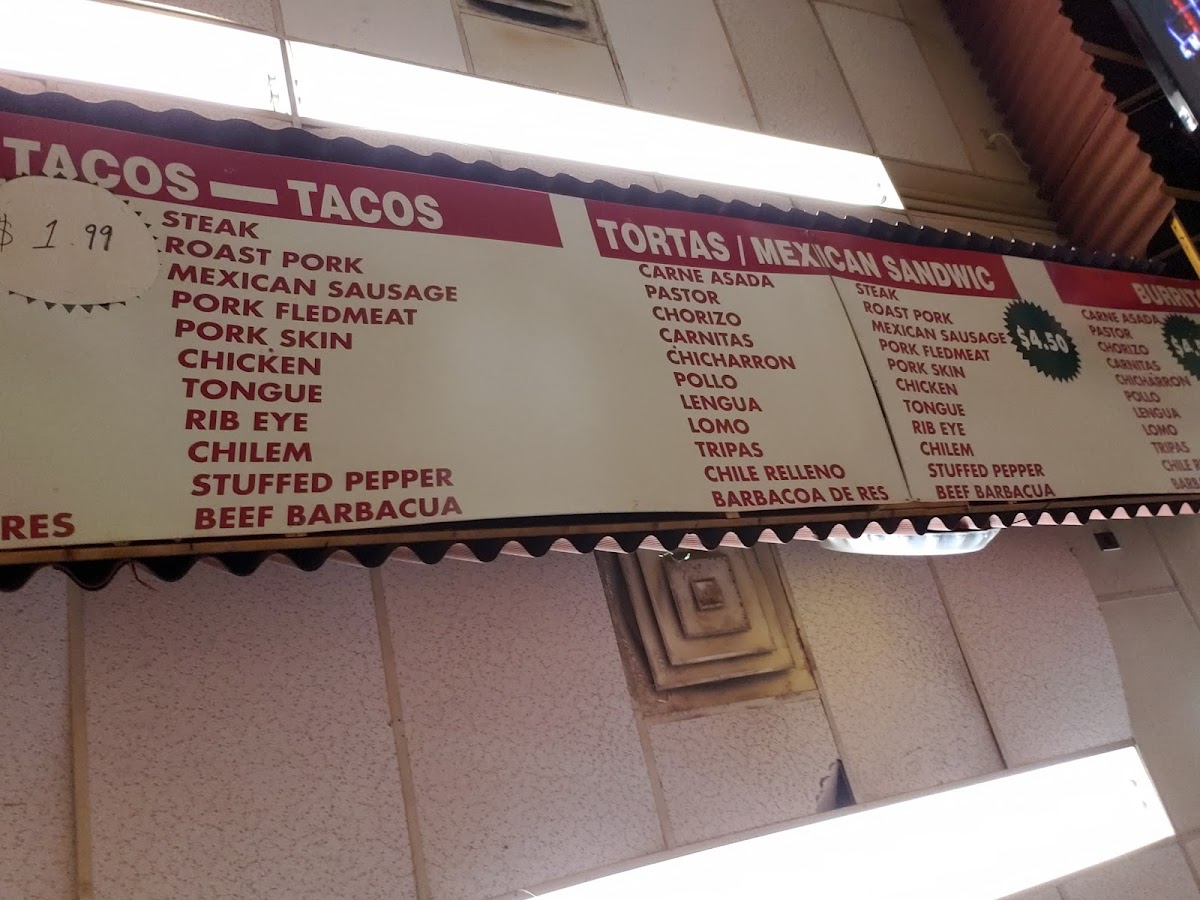 TACOS — TACOS
$ 1.99
STEAK
ROAST PORK
MEXICAN SAUSAGE
PORK FLEDMEAT
PORK SKIN
CHICKEN
TONGUE
RIB EYE
CHILEM
STUFFED PEPPER
BEEF BARBACUA
RES
TORTAS / MEXICAN SANDWIC
CARNE ASADA
PASTOR
CHORIZO
CARNITAS
CHICHARRON
POLLO
LENGUA
LOMO
TRIPAS
CHILE RELLENO
BARBACOA DE RES
STEAK
ROAST PORK
MEXICAN SAUSAGE
PORK FLEDMEAT
PORK SKIN
CHICKEN
TONGUE
RIB EYE
CHILEM
STUFFED PEPPER
BEEF BARBACUA
$4.50
BURRIT
CARNE ASADA
PASTOR
CHORIZO
CARNITAS
CHICHARRON
POLLO
LENGUA
LOMO
TRIPAS
CHILE